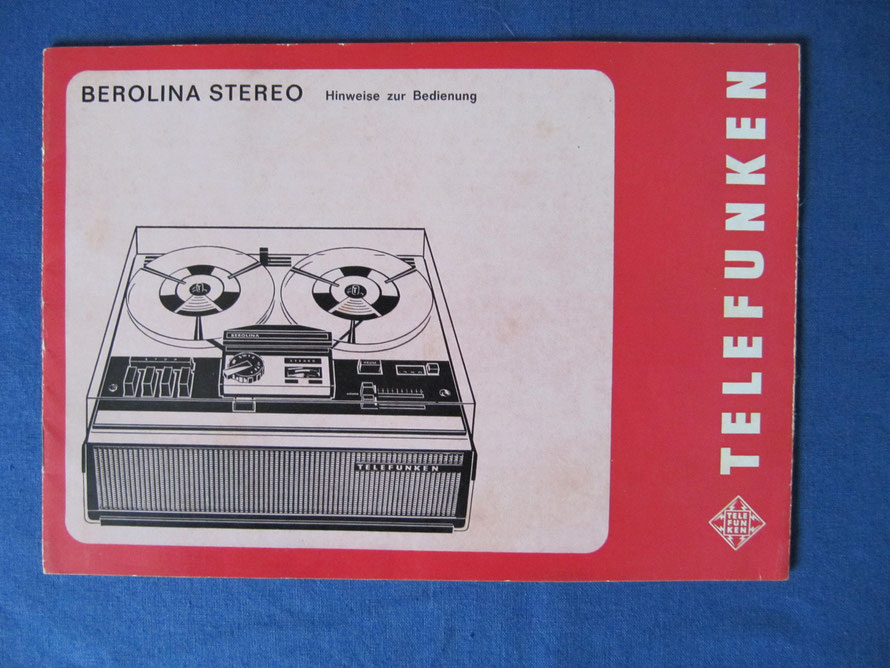 BEROLINA STEREO Hinweise zur Bedienung
BEROLINA
TELEFUNKEN
TELEFUNKEN
TELE
FUN
KEN